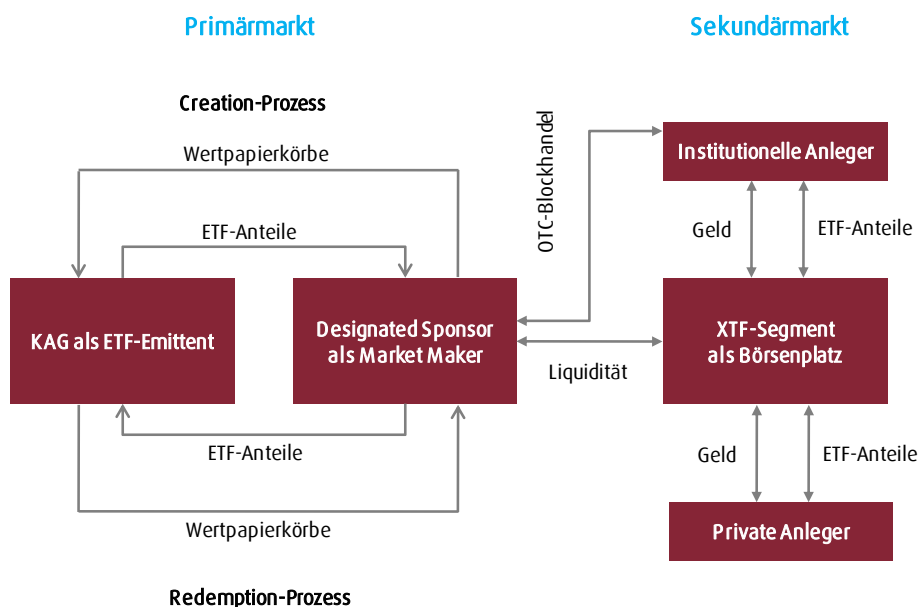 Primärmarkt
Sekundärmarkt
Creation-Prozess
Wertpapierkörbe
ETF-Anteile
KAG als ETF-Emittent
Designated Sponsor
als Market Maker
ETF-Anteile
Wertpapierkörbe
Redemption-Prozess
OTC-Blockhandel
Liquidität
Institutionelle Anleger
Geld
ETF-Anteile
XTF-Segment
als Börsenplatz
Geld
ETF-Anteile
Private Anleger